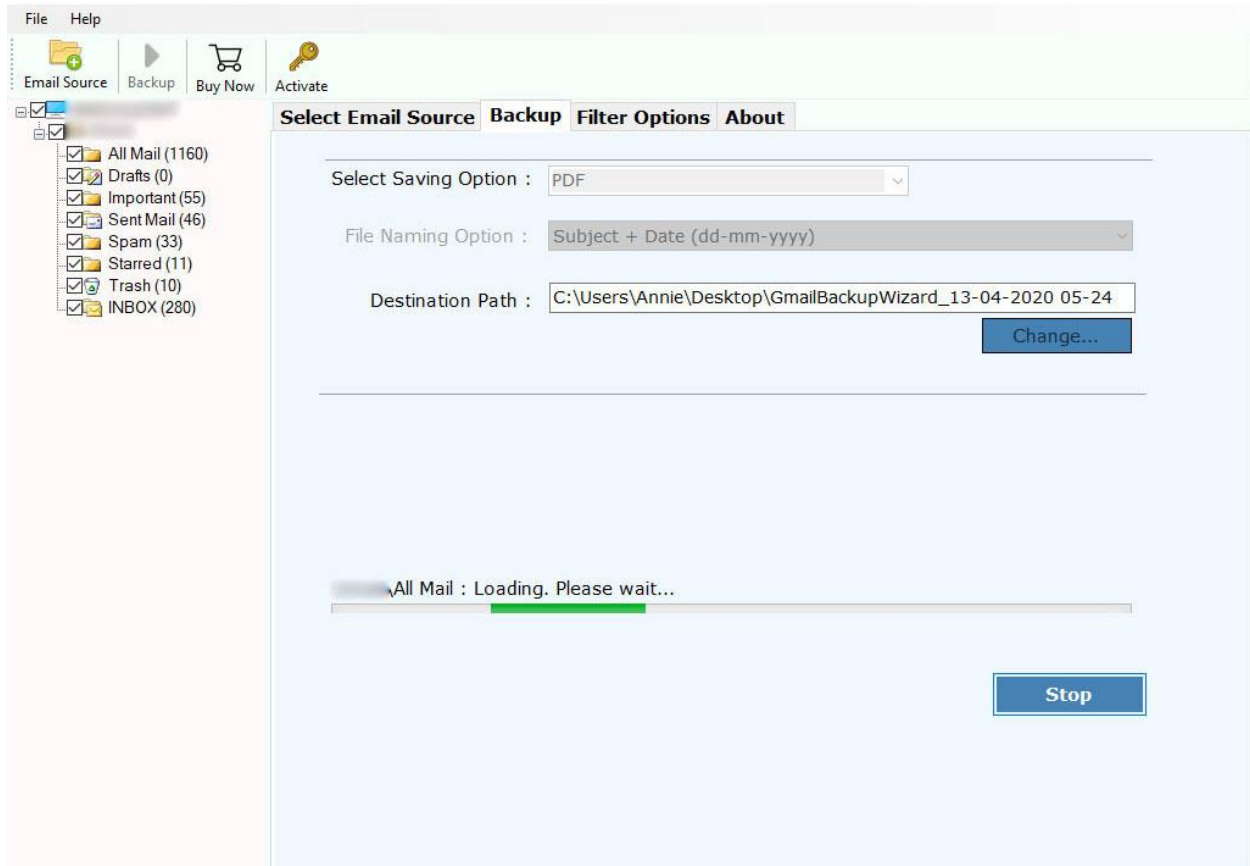 File Help
Email Source Backup Buy Now Activate
Select Email Source Backup Filter Options About
All Mail (1160)
Drafts (0)
Important (55)
Sent Mail (46)
Spam (33)
Starred (11)
Trash (10)
INBOX (280)
Select Saving Option : PDF
File Naming Option : Subject + Date (dd-mm-yyyy)
Destination Path : C:\Users\Annie\Desktop\GmailBackupWizard_13-04-2020 05-24
Change...
\All Mail : Loading. Please wait...
Stop